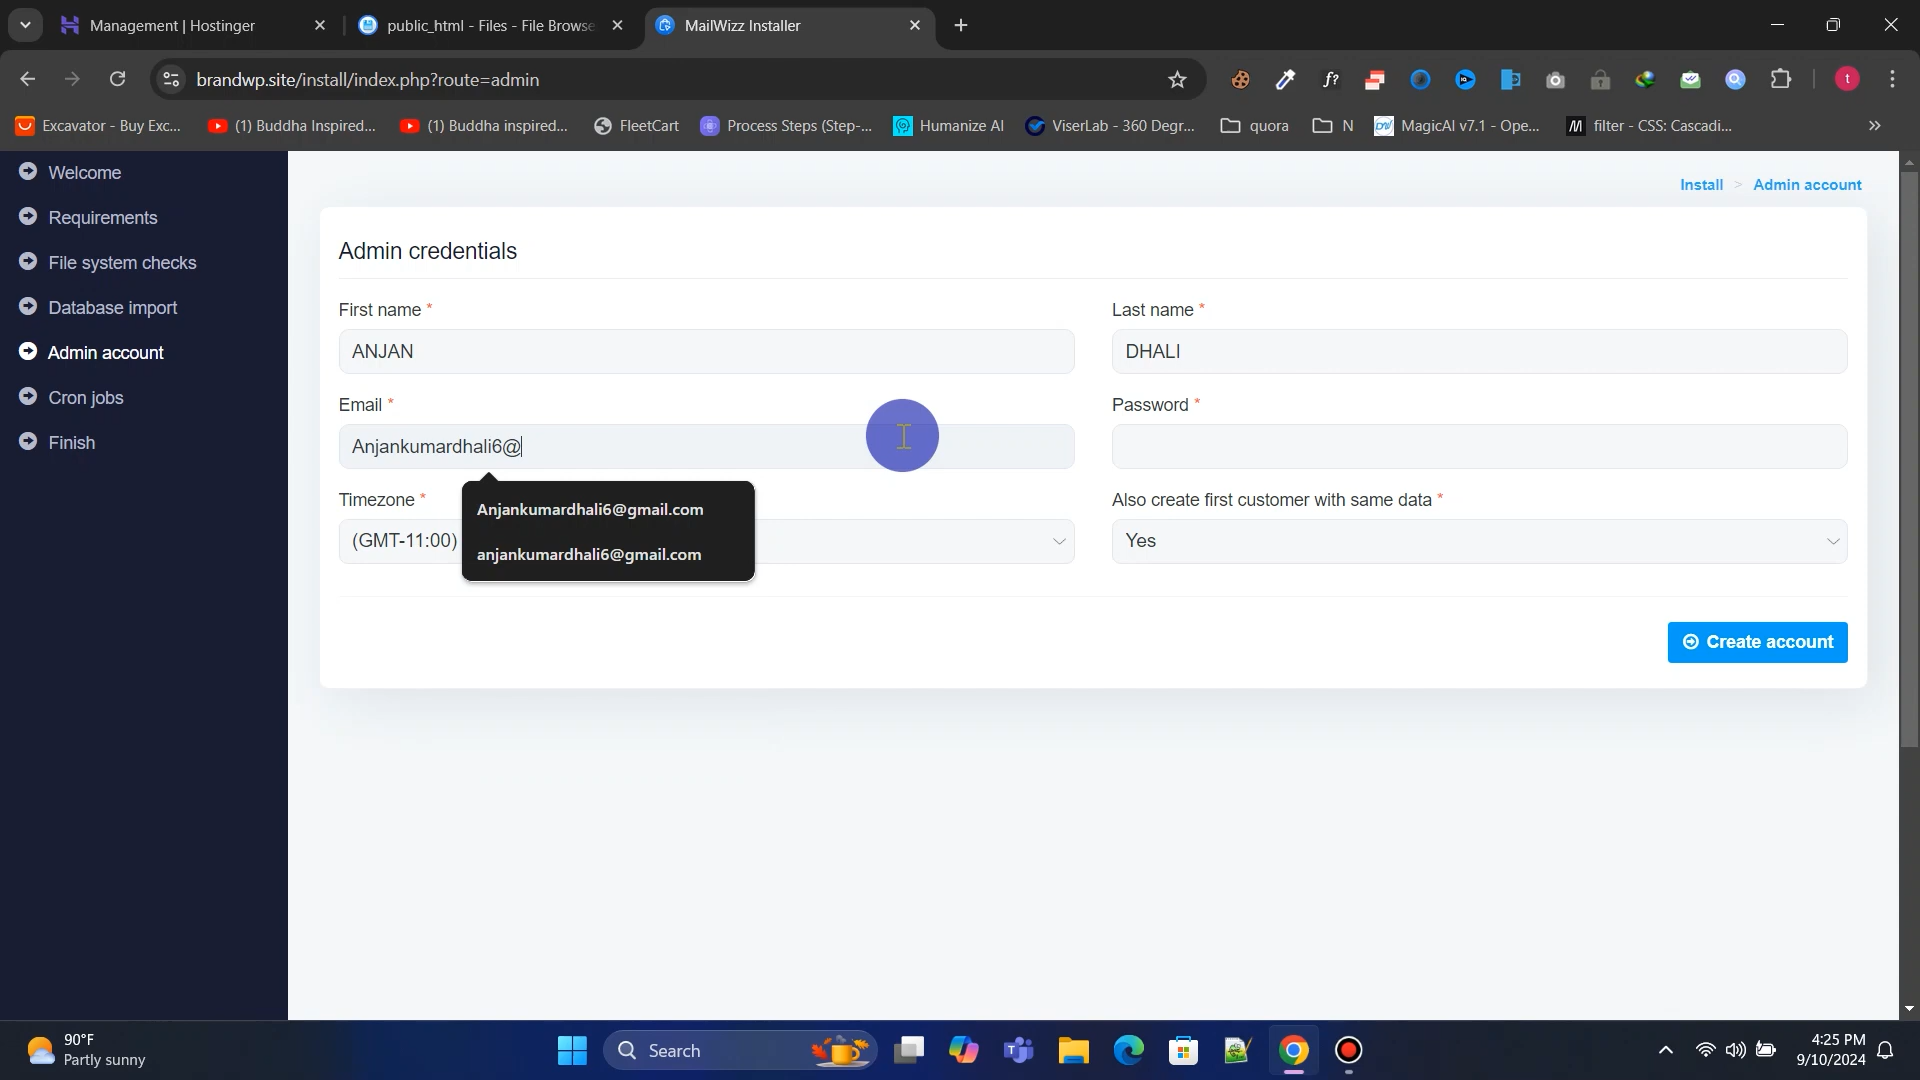 Management | Hostinger
public_html - Files - File Browse
MailWizz Installer
brandwp.site/install/index.php?route=admin
Excavator - Buy Exc...
(1) Buddha Inspired...
(1) Buddha inspired...
FleetCart
Process Steps (Step-...
Humanize AI
ViserLab - 360 Degr...
quora
N
MagicAI v7.1 - Ope...
filter - CSS: Cascadi...
Welcome
Requirements
File system checks
Database import
Admin account
Cron jobs
Finish
Install > Admin account
Admin credentials
First name *
Last name *
ANJAN
DHALI
Email *
Password *
Anjankumardhali6@
Anjankumardhali6@gmail.com
anjankumardhali6@gmail.com
Timezone *
Also create first customer with same data *
(GMT-11:00)
Yes
Create account
90°F
Partly sunny
Search
4:25 PM
9/10/2024